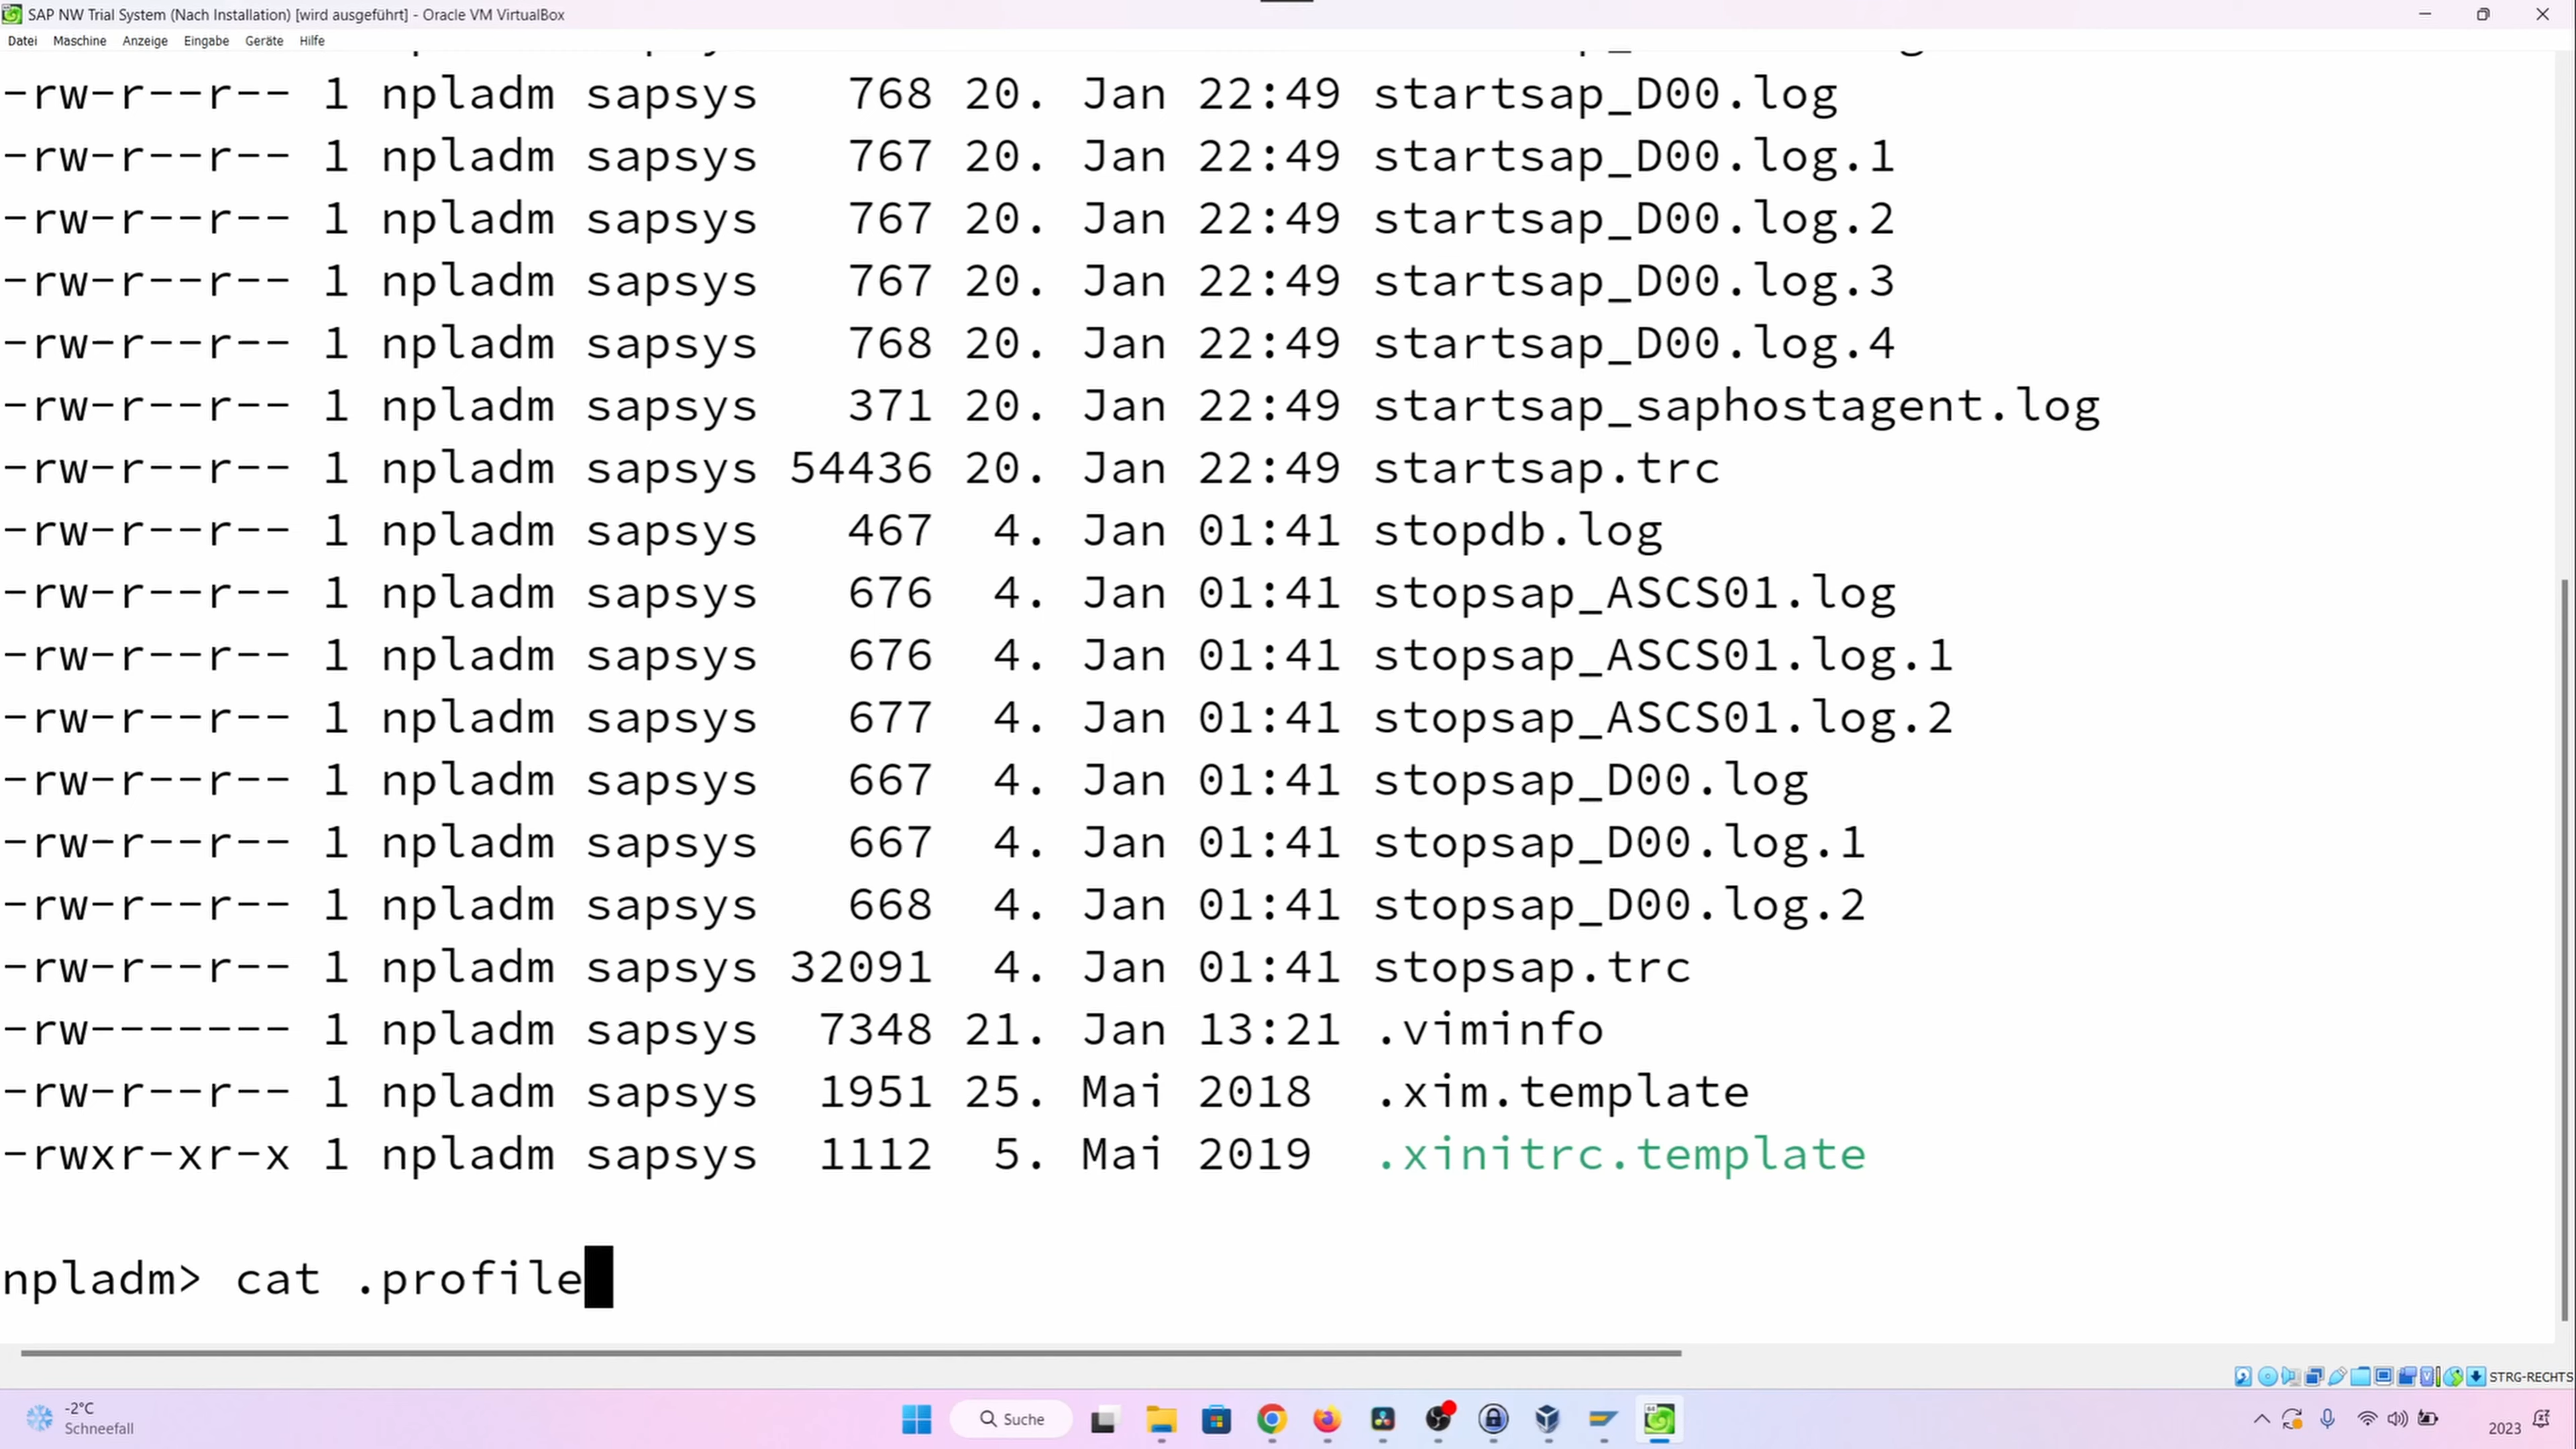 SAP NW Trial System (Nach Installation) [wird ausgeführt] - Oracle VM VirtualBox
Datei Maschine Anzeige Eingabe Geräte Hilfe
-rw-r--r-- 1 npladm sapsys 768 20. Jan 22:49 startsap_D00.log
-rw-r--r-- 1 npladm sapsys 767 20. Jan 22:49 startsap_D00.log.1
-rw-r--r-- 1 npladm sapsys 767 20. Jan 22:49 startsap_D00.log.2
-rw-r--r-- 1 npladm sapsys 767 20. Jan 22:49 startsap_D00.log.3
-rw-r--r-- 1 npladm sapsys 768 20. Jan 22:49 startsap_D00.log.4
-rw-r--r-- 1 npladm sapsys 371 20. Jan 22:49 startsap_saphostagent.log
-rw-r--r-- 1 npladm sapsys 54436 20. Jan 22:49 startsap.trc
-rw-r--r-- 1 npladm sapsys 467 4. Jan 01:41 stopdb.log
-rw-r--r-- 1 npladm sapsys 676 4. Jan 01:41 stopsap_ASCS01.log
-rw-r--r-- 1 npladm sapsys 676 4. Jan 01:41 stopsap_ASCS01.log.1
-rw-r--r-- 1 npladm sapsys 677 4. Jan 01:41 stopsap_ASCS01.log.2
-rw-r--r-- 1 npladm sapsys 667 4. Jan 01:41 stopsap_D00.log
-rw-r--r-- 1 npladm sapsys 667 4. Jan 01:41 stopsap_D00.log.1
-rw-r--r-- 1 npladm sapsys 668 4. Jan 01:41 stopsap_D00.log.2
-rw-r--r-- 1 npladm sapsys 32091 4. Jan 01:41 stopsap.trc
-rw------- 1 npladm sapsys 7348 21. Jan 13:21 .viminfo
-rw-r--r-- 1 npladm sapsys 1951 25. Mai 2018 .xim.template
-rwxr-xr-x 1 npladm sapsys 1112 5. Mai 2019 .xinitrc.template
npladm> cat .profile
STRG-RECHTS
-2°C
Schneefall
Suche
2023